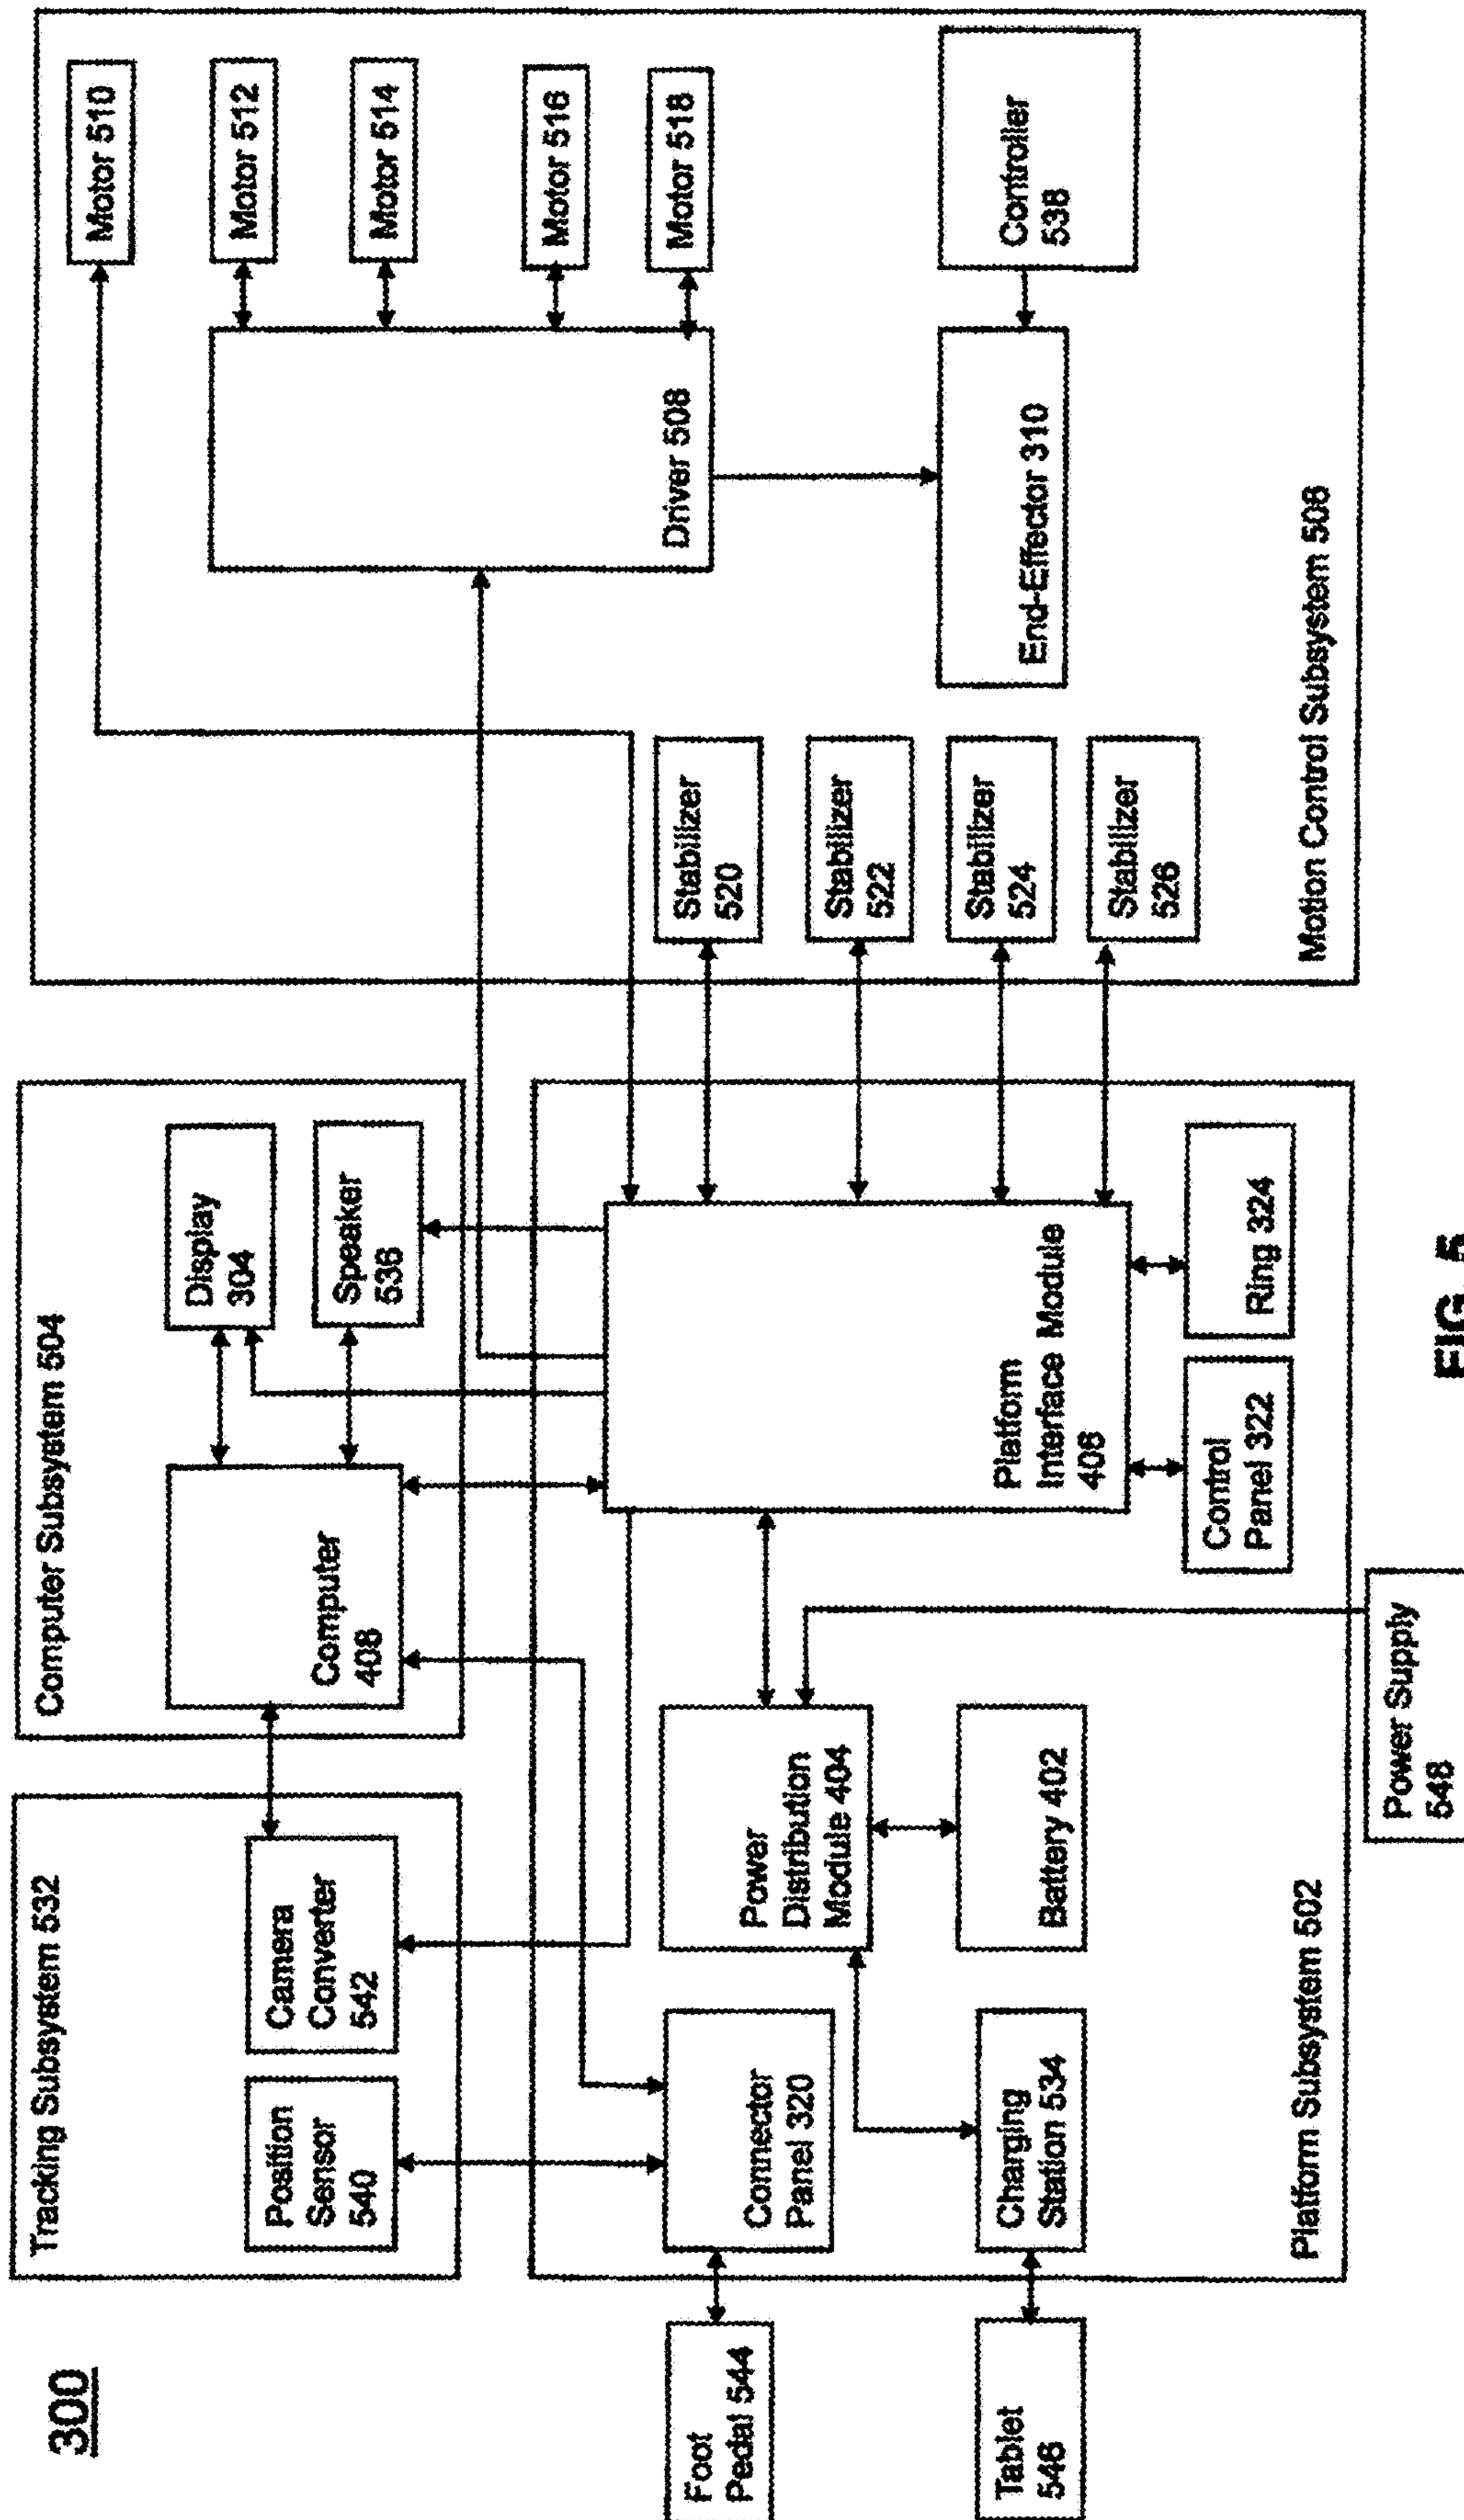 300
Tracking Subsystem 532
Position
Sensor
540
Camera
Converter
542
Computer Subsystem 504
Computer
408
Display
304
Speaker
536
Motor 510
Motor 512
Motor 514
Motor 516
Motor 518
Driver 508
Controller
538
End-Effector 310
Stabilizer
520
Stabilizer
522
Stabilizer
524
Stabilizer
526
Motion Control Subsystem 506
Foot
Pedal 544
Tablet
546
Connector
Panel 320
Charging
Station 534
Power
Distribution
Module 404
Battery 402
Platform
Interface Module
406
Control
Panel 322
Ring 324
Platform Subsystem 502
Power Supply
548
FIG. 5